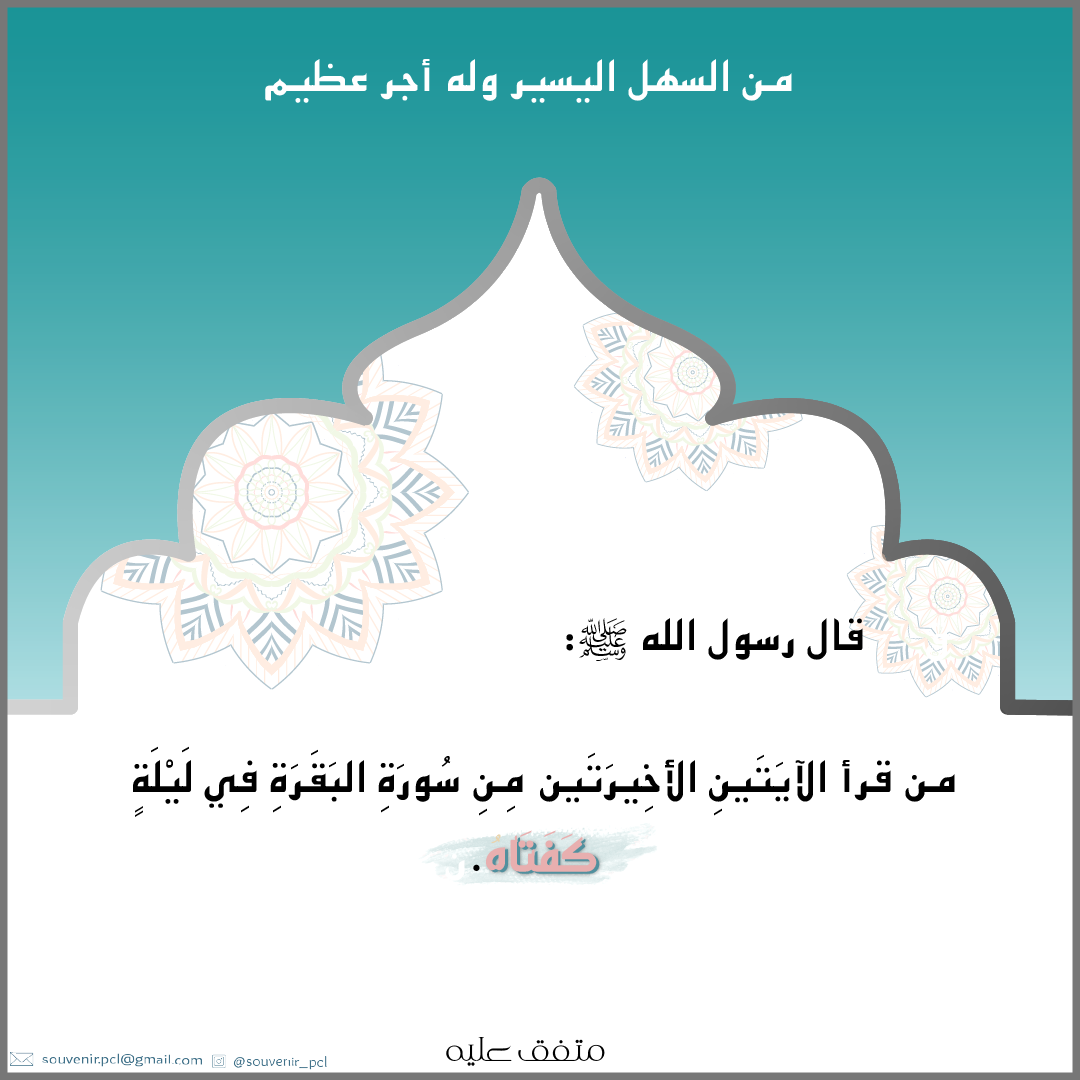 من السهل اليسير وله أجر عظيم
قال رسول الله ﷺ:
من قرأ الآيَتَينِ الأخِيرَتَين مِنِ سُورَةِ البَقَرَةِ فِي لَيْلَةٍ
كَفَتَاهُ.
متفق عليه
souvenir.pcl@gmail.com @souvenir_pcl